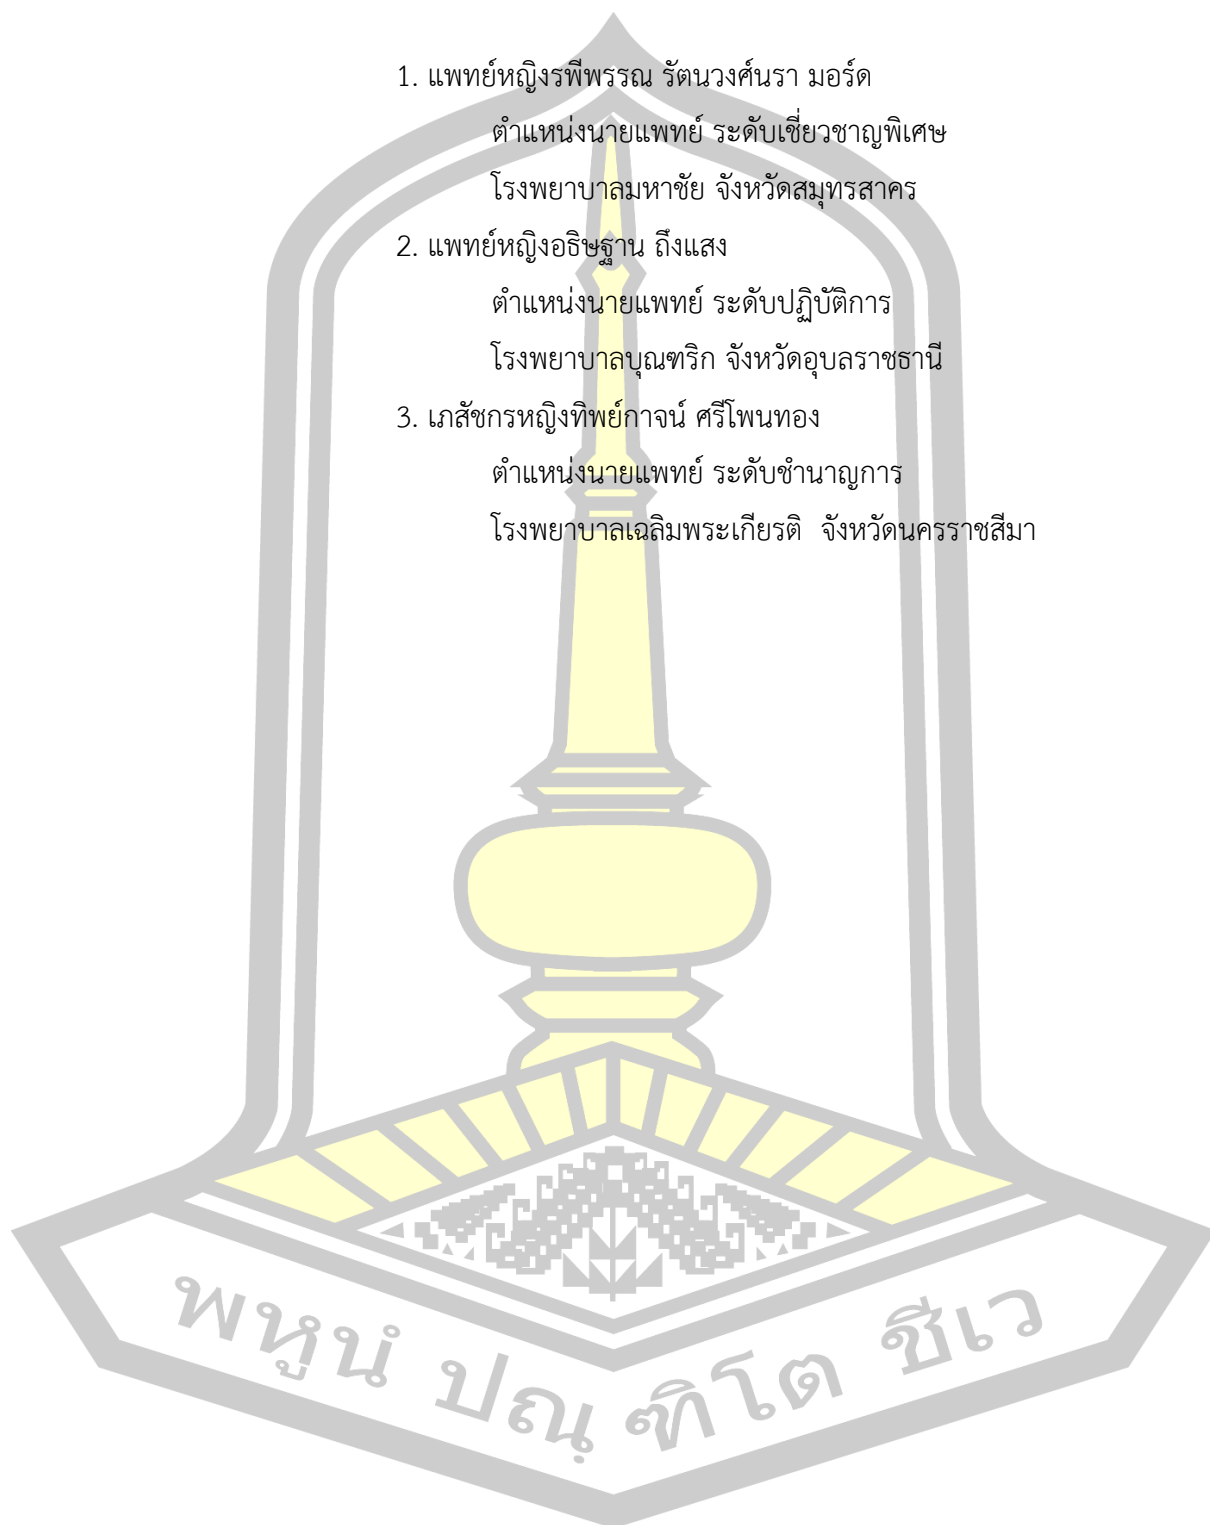 1. แพทย์หญิงรพีพรรณ รัตนวงศ์นรา มอร์ด
ตำแหน่งนายแพทย์ ระดับเชี่ยวชาญพิเศษ
โรงพยาบาลมหาชัย จังหวัดสมุทรสาคร
2. แพทย์หญิงอธิษฐาน ถึงแสง
ตำแหน่งนายแพทย์ ระดับปฏิบัติการ
โรงพยาบาลบุณฑริก จังหวัดอุบลราชธานี
3. เภสัชกรหญิงทิพย์กาจน์ ศรีโพนทอง
ตำแหน่งนายแพทย์ ระดับชำนาญการ
โรงพยาบาลเฉลิมพระเกียรติ  จังหวัดนครราชสีมา
พหูนํ ปณฺ ฑิโต ชีเว